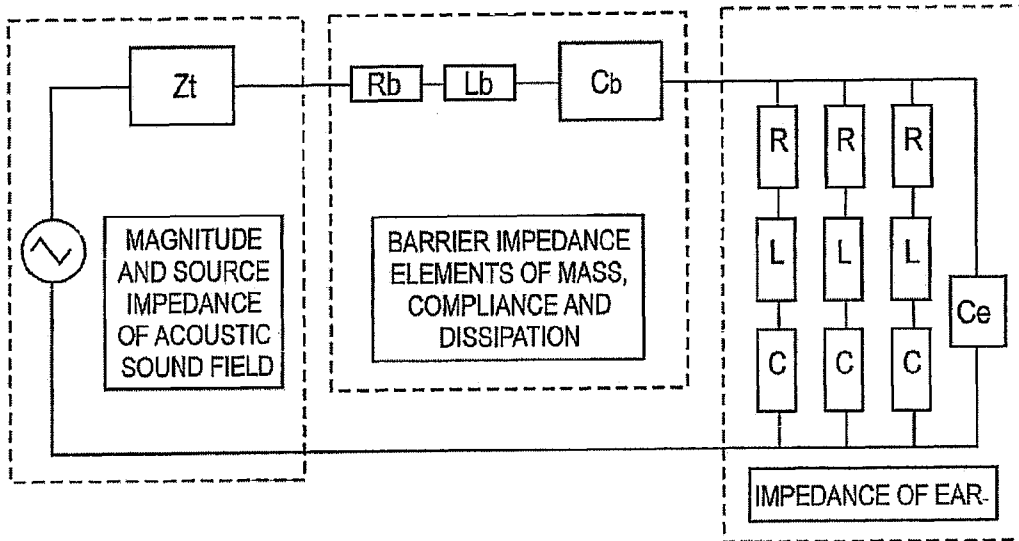 Zt
Rb
Lb
Cb
R
R
R
L
L
L
C
C
C
Ce
MAGNITUDE
AND SOURCE
IMPEDANCE
OF ACOUSTIC
SOUND FIELD
BARRIER IMPEDANCE
ELEMENTS OF MASS,
COMPLIANCE AND
DISSIPATION
IMPEDANCE OF EAR